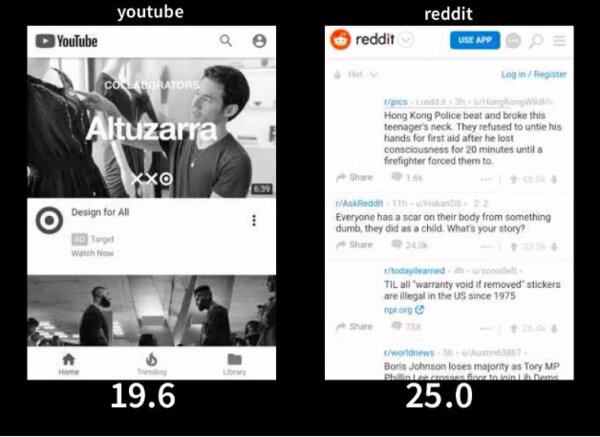 youtube
YouTube
COLLABORATORS
Altuzarra
XXO
6:39
Design for All
AD Target
Watch Now
Home
Trending
Library
19.6
reddit
reddit
USE APP
Hot
Log in / Register
r/pics - i.redd.it - 3h - u/HongKongWildlife
Hong Kong Police beat and broke this
teenager's neck. They refused to untie his
hands for first aid after he lost
consciousness for 20 minutes until a
firefighter forced them to.
Share 1.6k
r/AskReddit - 11h - u/HakanDS - 2 2
Everyone has a scar on their body from something
dumb, they did as a child. What's your story?
Share 24.0k 33.3k
r/todayilearned - 4h - u/scootleft -
TIL all "warranty void if removed" stickers
are illegal in the US since 1975
npr.org
Share 758 26.4k
r/worldnews - 5h - u/Austin63867 -
Boris Johnson loses majority as Tory MP
Phillip Lee crosses floor to join Lib Dems
25.0